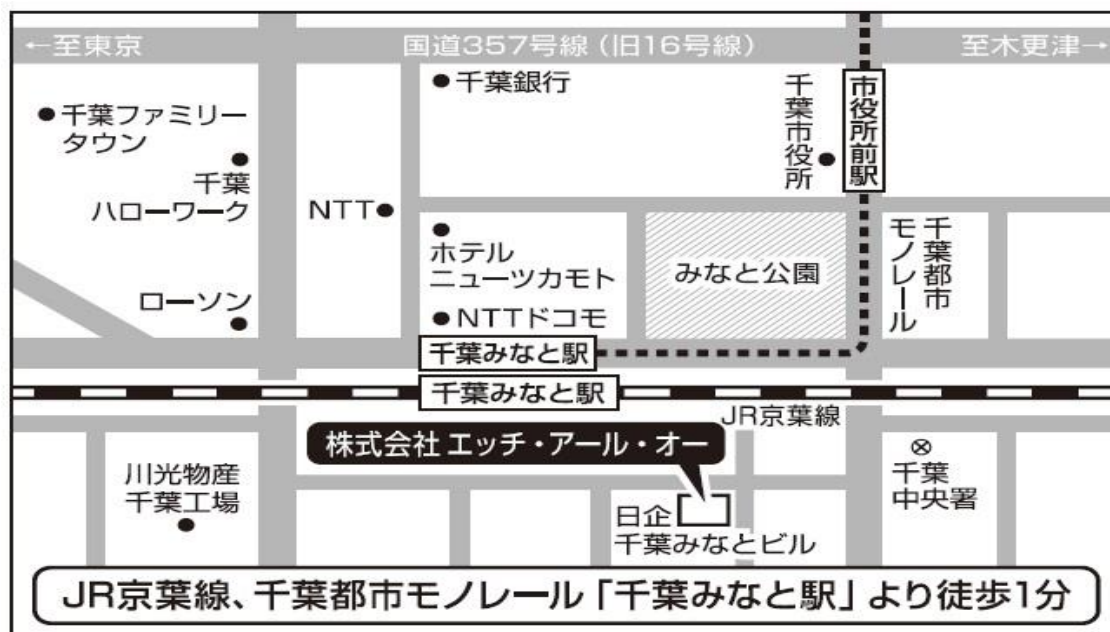 ←至東京
国道357号線（旧16号線）
至木更津→
千葉銀行
千葉ファミリー
タウン
千葉
ハローワーク
NTT
千葉市役所
市役所前駅
ホテル
ニューツカモト
みなと公園
千葉都市
モノレール
ローソン
NTTドコモ
千葉みなと駅
千葉みなと駅
JR京葉線
株式会社 エッチ・アール・オー
川光物産
千葉工場
千葉
中央署
日企
千葉みなとビル
JR京葉線、千葉都市モノレール「千葉みなと駅」より徒歩1分